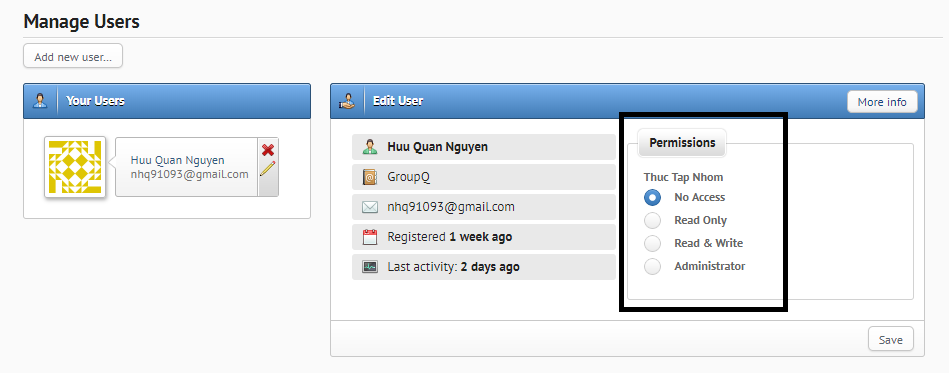 Manage Users
Add new user...
Your Users
Huu Quan Nguyen
nhq91093@gmail.com
Edit User
More info
Huu Quan Nguyen
GroupQ
nhq91093@gmail.com
Registered 1 week ago
Last activity: 2 days ago
Permissions
Thuc Tap Nhom
No Access
Read Only
Read & Write
Administrator
Save